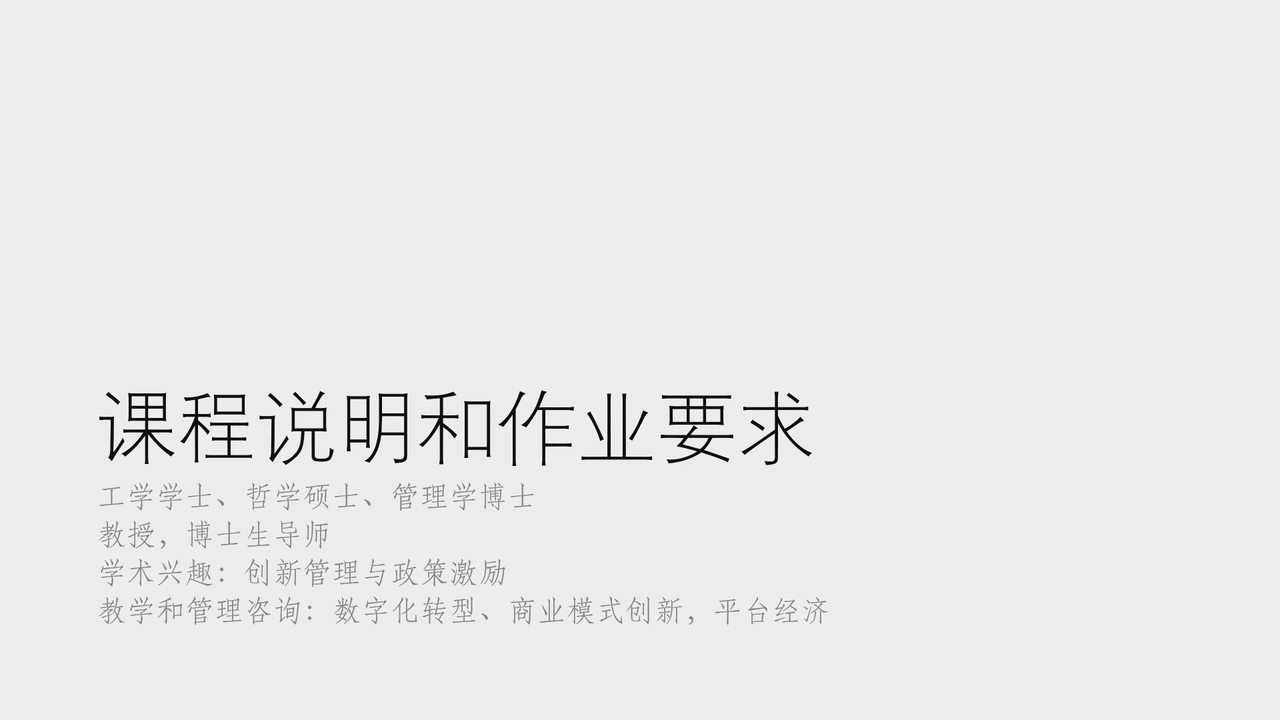 课程说明和作业要求
工学学士、哲学硕士、管理学博士
教授，博士生导师
学术兴趣：创新管理与政策激励
教学和管理咨询：数字化转型、商业模式创新，平台经济